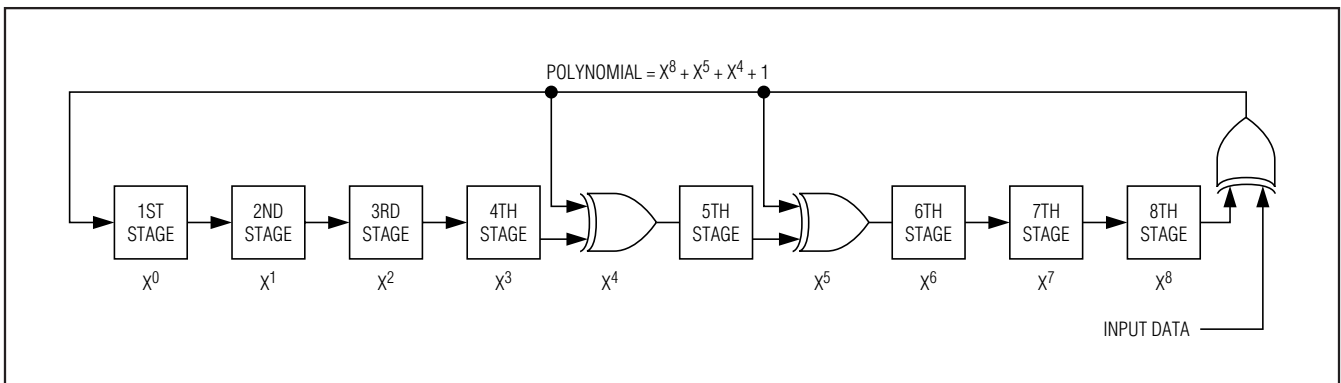 POLYNOMIAL = X⁸ + X⁵ + X⁴ + 1
1ST
STAGE
2ND
STAGE
3RD
STAGE
4TH
STAGE
5TH
STAGE
6TH
STAGE
7TH
STAGE
8TH
STAGE
X⁰
X¹
X²
X³
X⁴
X⁵
X⁶
X⁷
X⁸
INPUT DATA